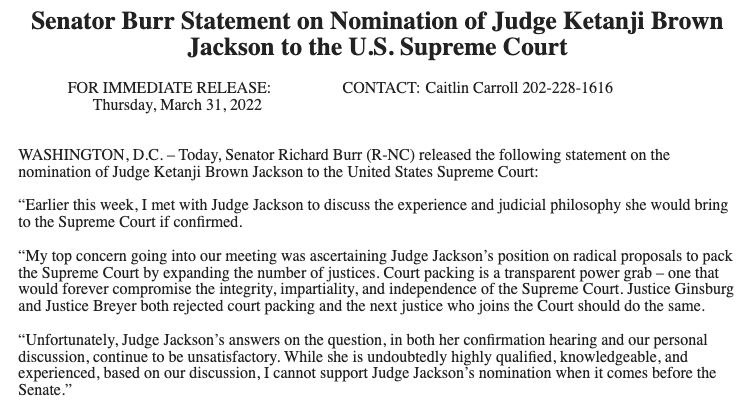 Senator Burr Statement on Nomination of Judge Ketanji Brown
Jackson to the U.S. Supreme Court
FOR IMMEDIATE RELEASE:
Thursday, March 31, 2022
CONTACT: Caitlin Carroll 202-228-1616
WASHINGTON, D.C. – Today, Senator Richard Burr (R-NC) released the following statement on the
nomination of Judge Ketanji Brown Jackson to the United States Supreme Court:
“Earlier this week, I met with Judge Jackson to discuss the experience and judicial philosophy she would bring
to the Supreme Court if confirmed.
“My top concern going into our meeting was ascertaining Judge Jackson’s position on radical proposals to pack
the Supreme Court by expanding the number of justices. Court packing is a transparent power grab – one that
would forever compromise the integrity, impartiality, and independence of the Supreme Court. Justice Ginsburg
and Justice Breyer both rejected court packing and the next justice who joins the Court should do the same.
“Unfortunately, Judge Jackson’s answers on the question, in both her confirmation hearing and our personal
discussion, continue to be unsatisfactory. While she is undoubtedly highly qualified, knowledgeable, and
experienced, based on our discussion, I cannot support Judge Jackson’s nomination when it comes before the
Senate.”